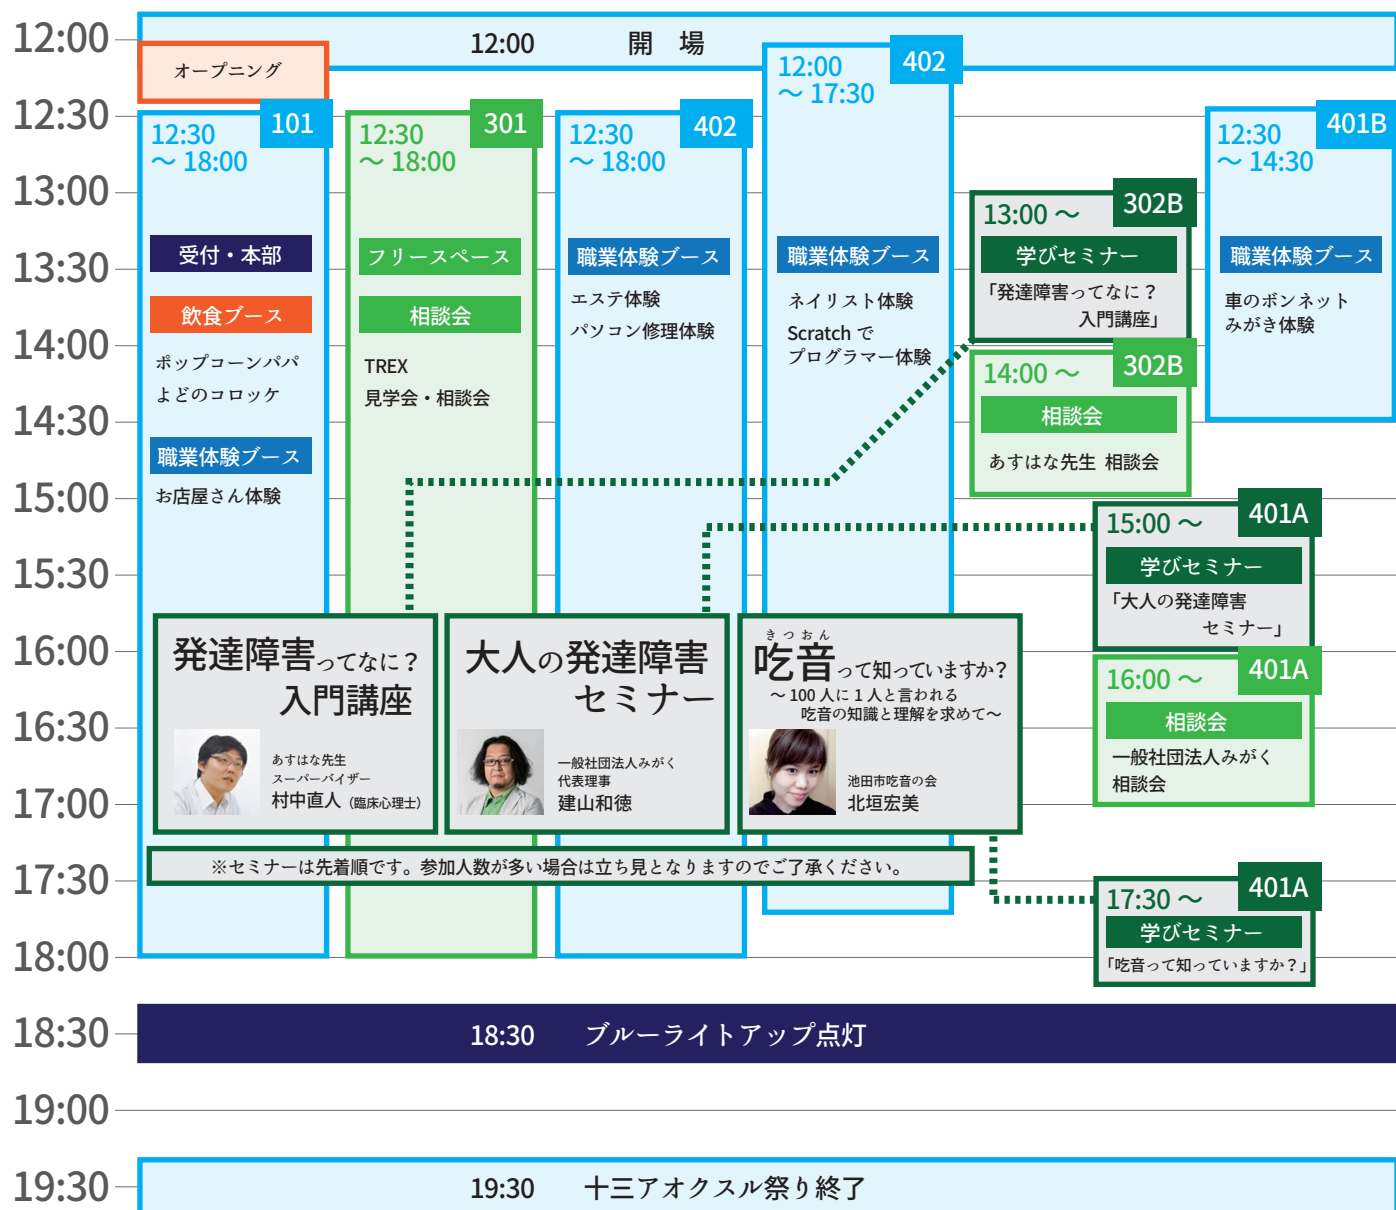 12:00
12:30
13:00
13:30
14:00
14:30
15:00
15:30
16:00
16:30
17:00
17:30
18:00
18:30
19:00
19:30
12:00 開 場
オープニング
101
12:30
～ 18:00
受付・本部
飲食ブース
ポップコーンパパ
よどのコロッケ
職業体験ブース
お店屋さん体験
301
12:30
～ 18:00
フリースペース
相談会
TREX
見学会・相談会
402
12:30
～ 18:00
職業体験ブース
エステ体験
パソコン修理体験
402
12:00
～ 17:30
職業体験ブース
ネイリスト体験
Scratch で
プログラマー体験
302B
13:00 ～
学びセミナー
「発達障害ってなに？
入門講座」
302B
14:00 ～
相談会
あすはな先生 相談会
401B
12:30
～ 14:30
職業体験ブース
車のボンネット
みがき体験
401A
15:00 ～
学びセミナー
「大人の発達障害
セミナー」
401A
16:00 ～
相談会
一般社団法人みがく
相談会
401A
17:30 ～
学びセミナー
「吃音って知っていますか？」
発達障害ってなに？
入門講座
あすはな先生
スーパーバイザー
村中直人（臨床心理士）
大人の発達障害
セミナー
一般社団法人みがく
代表理事
建山和徳
きつおん
吃音って知っていますか？
～ 100 人に 1 人と言われる
吃音の知識と理解を求めて～
池田市吃音の会
北垣宏美
※セミナーは先着順です。参加人数が多い場合は立ち見となりますのでご了承ください。
18:30 ブルーライトアップ点灯
19:30 十三アオクスル祭り終了